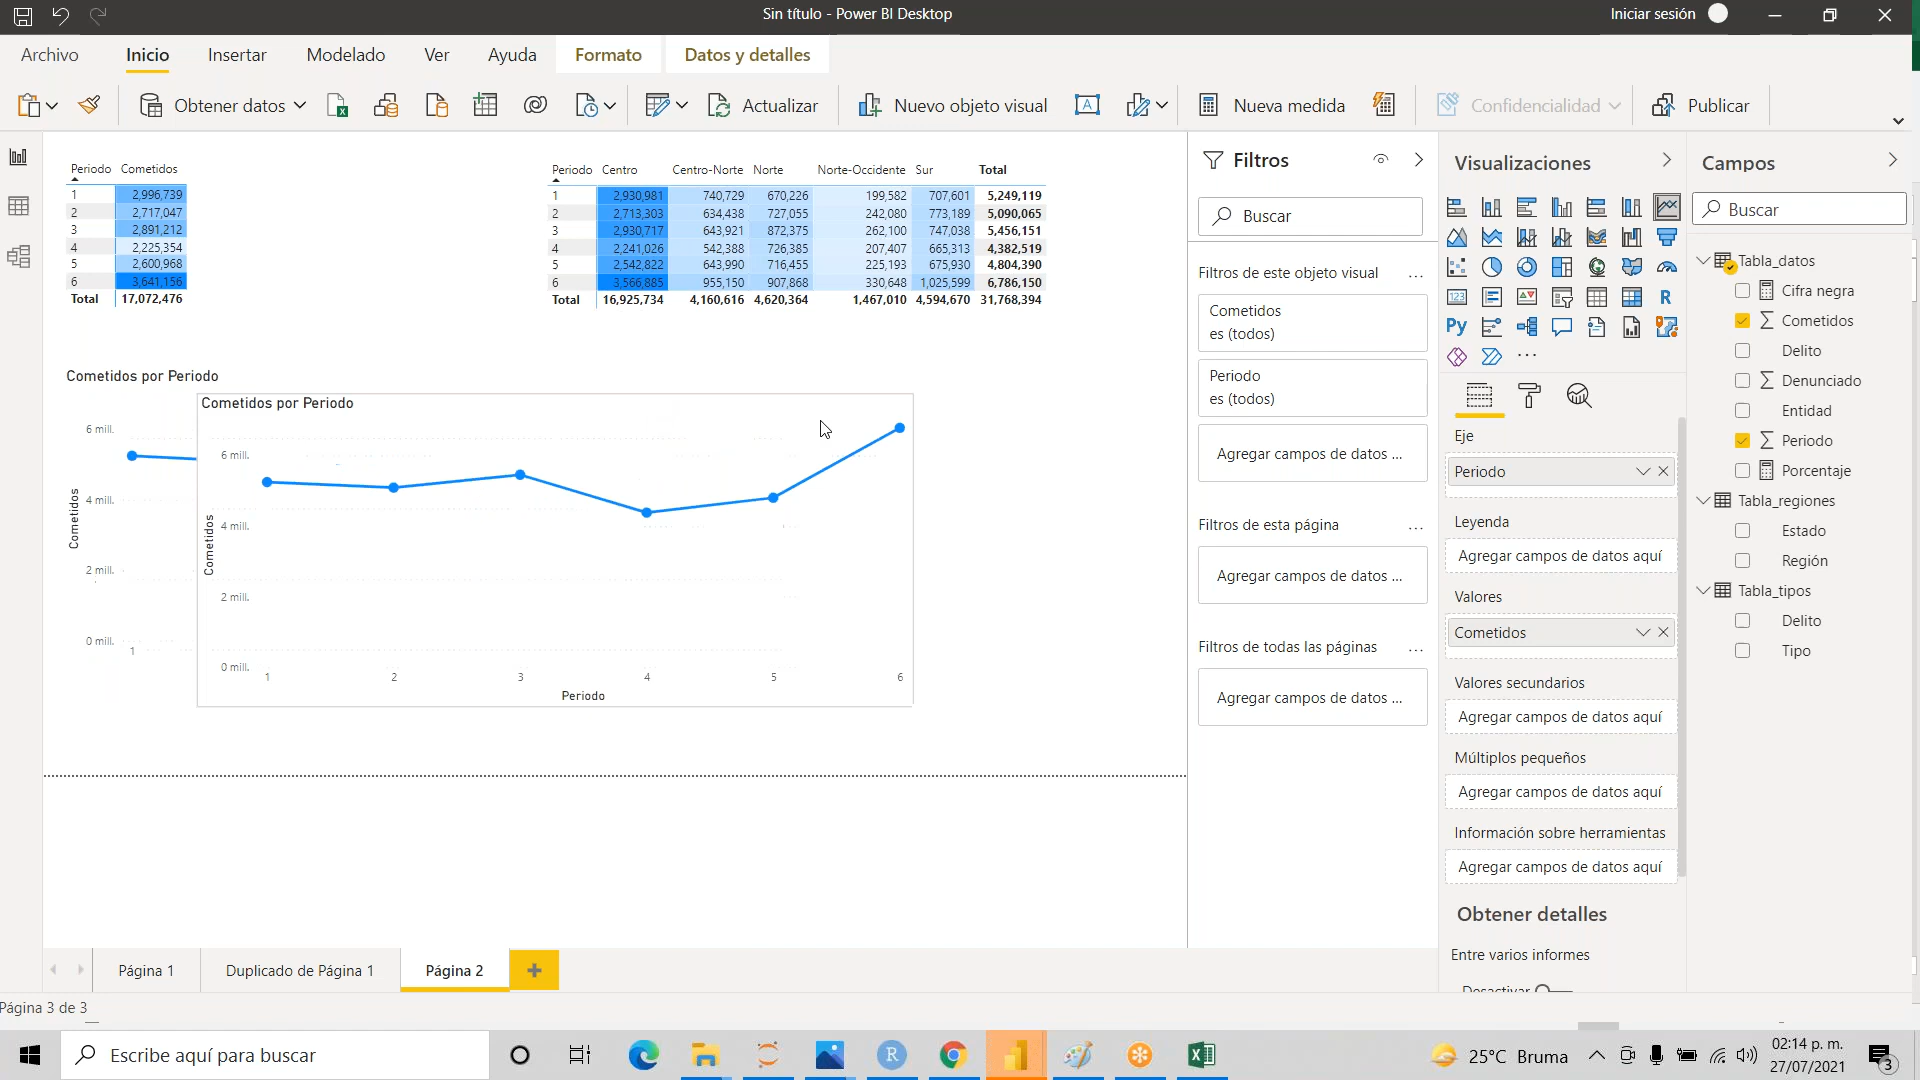 Sin título - Power BI Desktop
Iniciar sesión
Archivo Inicio Insertar Modelado Ver Ayuda Formato Datos y detalles
Obtener datos Actualizar Nuevo objeto visual Nueva medida Confidencialidad Publicar
Periodo Cometidos
1 2,996,739
2 2,717,047
3 2,891,212
4 2,225,354
5 2,600,968
6 3,641,156
Total 17,072,476
Periodo Centro Centro-Norte Norte Norte-Occidente Sur Total
1 2,930,981 740,729 670,226 199,582 707,601 5,249,119
2 2,713,303 634,438 727,055 242,080 773,189 5,090,065
3 2,930,717 643,921 872,375 262,100 747,038 5,456,151
4 2,241,026 542,388 726,385 207,407 665,313 4,382,519
5 2,542,822 643,990 716,455 225,193 675,930 4,804,390
6 3,566,885 955,150 907,868 330,648 1,025,599 6,786,150
Total 16,925,734 4,160,616 4,620,364 1,467,010 4,594,670 31,768,394
Cometidos por Periodo
6 mill.
4 mill.
2 mill.
0 mill.
Cometidos
1
Cometidos por Periodo
6 mill.
4 mill.
2 mill.
0 mill.
Cometidos
1 2 3 4 5 6
Periodo
Filtros
Buscar
Filtros de este objeto visual ...
Cometidos
es (todos)
Periodo
es (todos)
Agregar campos de datos ...
Filtros de esta página ...
Agregar campos de datos ...
Filtros de todas las páginas ...
Agregar campos de datos ...
Visualizaciones
123
R
Py
...
Eje
Periodo
Leyenda
Agregar campos de datos aquí
Valores
Cometidos
Valores secundarios
Agregar campos de datos aquí
Múltiplos pequeños
Agregar campos de datos aquí
Información sobre herramientas
Agregar campos de datos aquí
Obtener detalles
Entre varios informes
Desactivar
Campos
Buscar
Tabla_datos
Cifra negra
Cometidos
Delito
Denunciado
Entidad
Periodo
Porcentaje
Tabla_regiones
Estado
Región
Tabla_tipos
Delito
Tipo
Página 1 Duplicado de Página 1 Página 2 +
Página 3 de 3
Escribe aquí para buscar
25°C Bruma
02:14 p. m.
27/07/2021
3